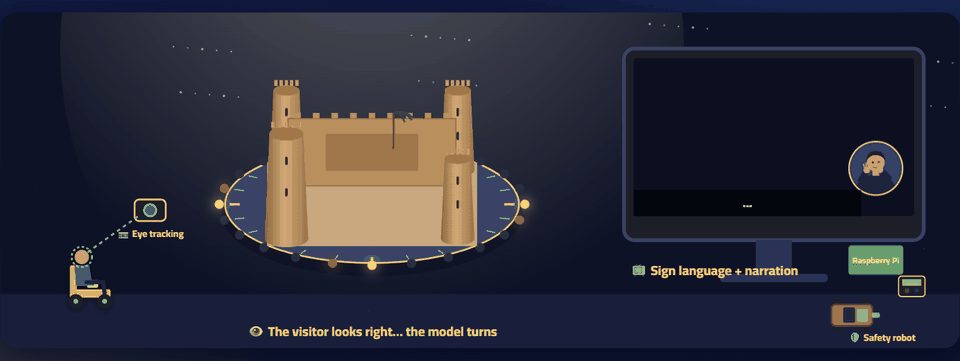 Eye tracking
...
Sign language + narration
Raspberry Pi
The visitor looks right... the model turns
Safety robot